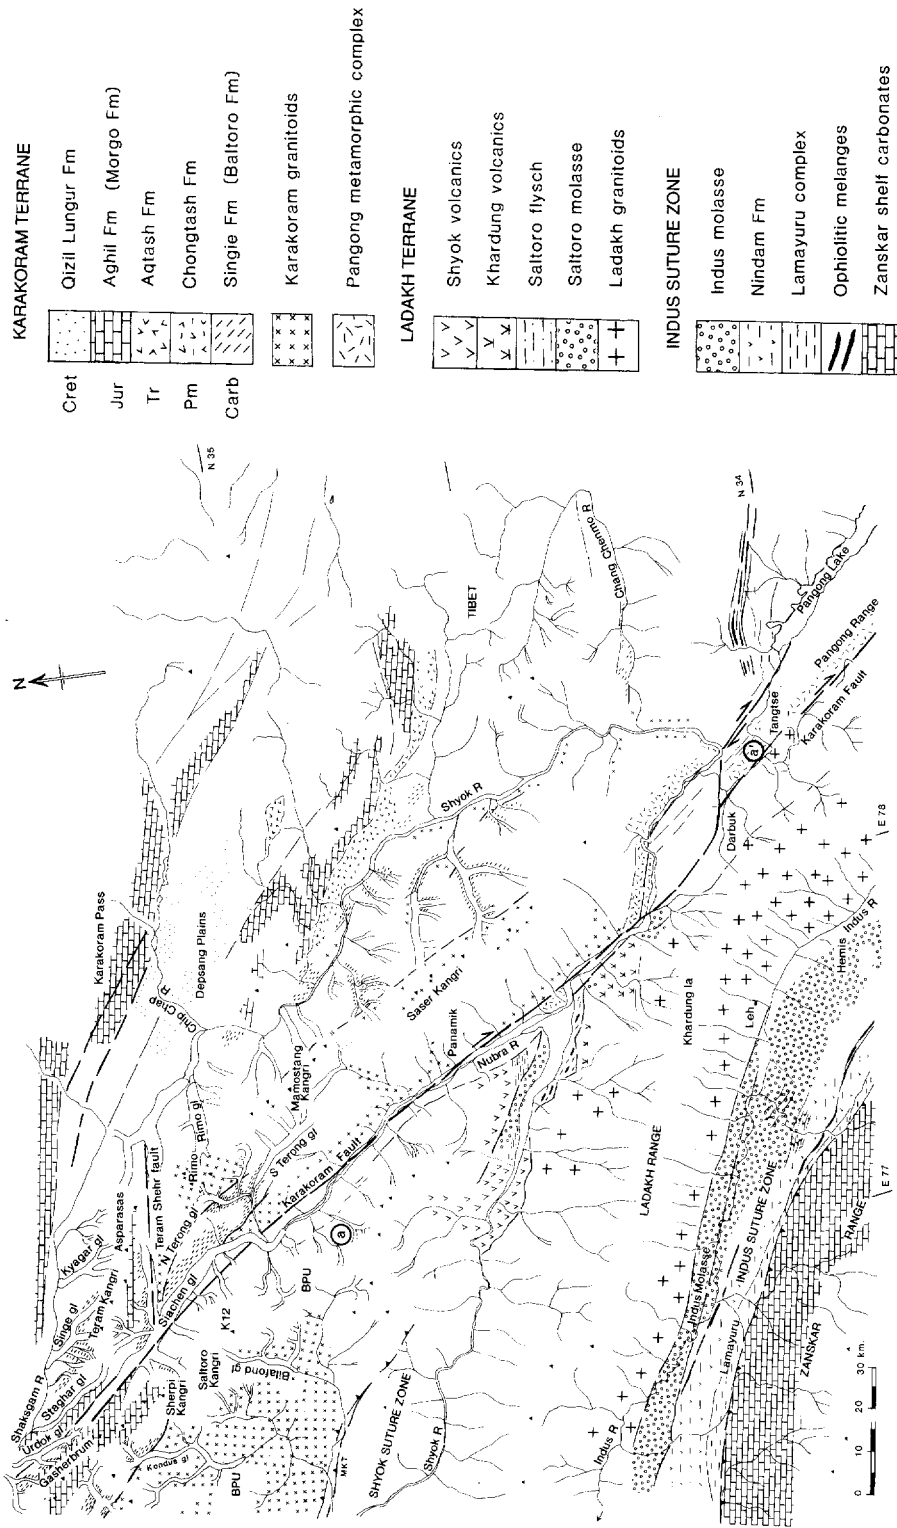 KARAKORAM TERRANE
Cret Qizil Lungur Fm
Jur Aghil Fm (Morgo Fm)
Tr Aqtash Fm
Pm Chongtash Fm
Carb Singie Fm (Baltoro Fm)
Karakoram granitoids
Pangong metamorphic complex
LADAKH TERRANE
Shyok volcanics
Khardung volcanics
Saltoro flysch
Saltoro molasse
Ladakh granitoids
INDUS SUTURE ZONE
Indus molasse
Nindam Fm
Lamayuru complex
Ophiolitic melanges
Zanskar shelf carbonates
N
N 35
Karakoram Pass
Chip Chap R
Depsang Plains
TIBET
Chang Chenmo R
N 34
Pangong Lake
Pangong Range
Karakoram Fault
Tangtse
a'
Darbuk
E 78
Shyok R
Saser Kangri
Panamik
Nubra R
Mamostang
Kangri
Rimo gl
Rimo
S Terong gl
N Terong gl
Karakoram Fault
Teram Shehr fault
Asparasas
Kyagar gl
Singe gl
Teram Kangri
Shaksgam R
Staghar gl
Urdok gl
Gasherbrum
Siachen gl
Sherpi
Kangri
Saltoro
Kangri
K12
BPU
a
Bilafong gl
Kondus gl
BPU
MKT
SHYOK SUTURE ZONE
Shyok R
Khardung la
Leh
Hemis
Indus R
LADAKH RANGE
Indus Molasse
INDUS SUTURE ZONE
Lamayuru
Indus R
ZANSKAR
RANGE
E 77
0 10 20 30 km.